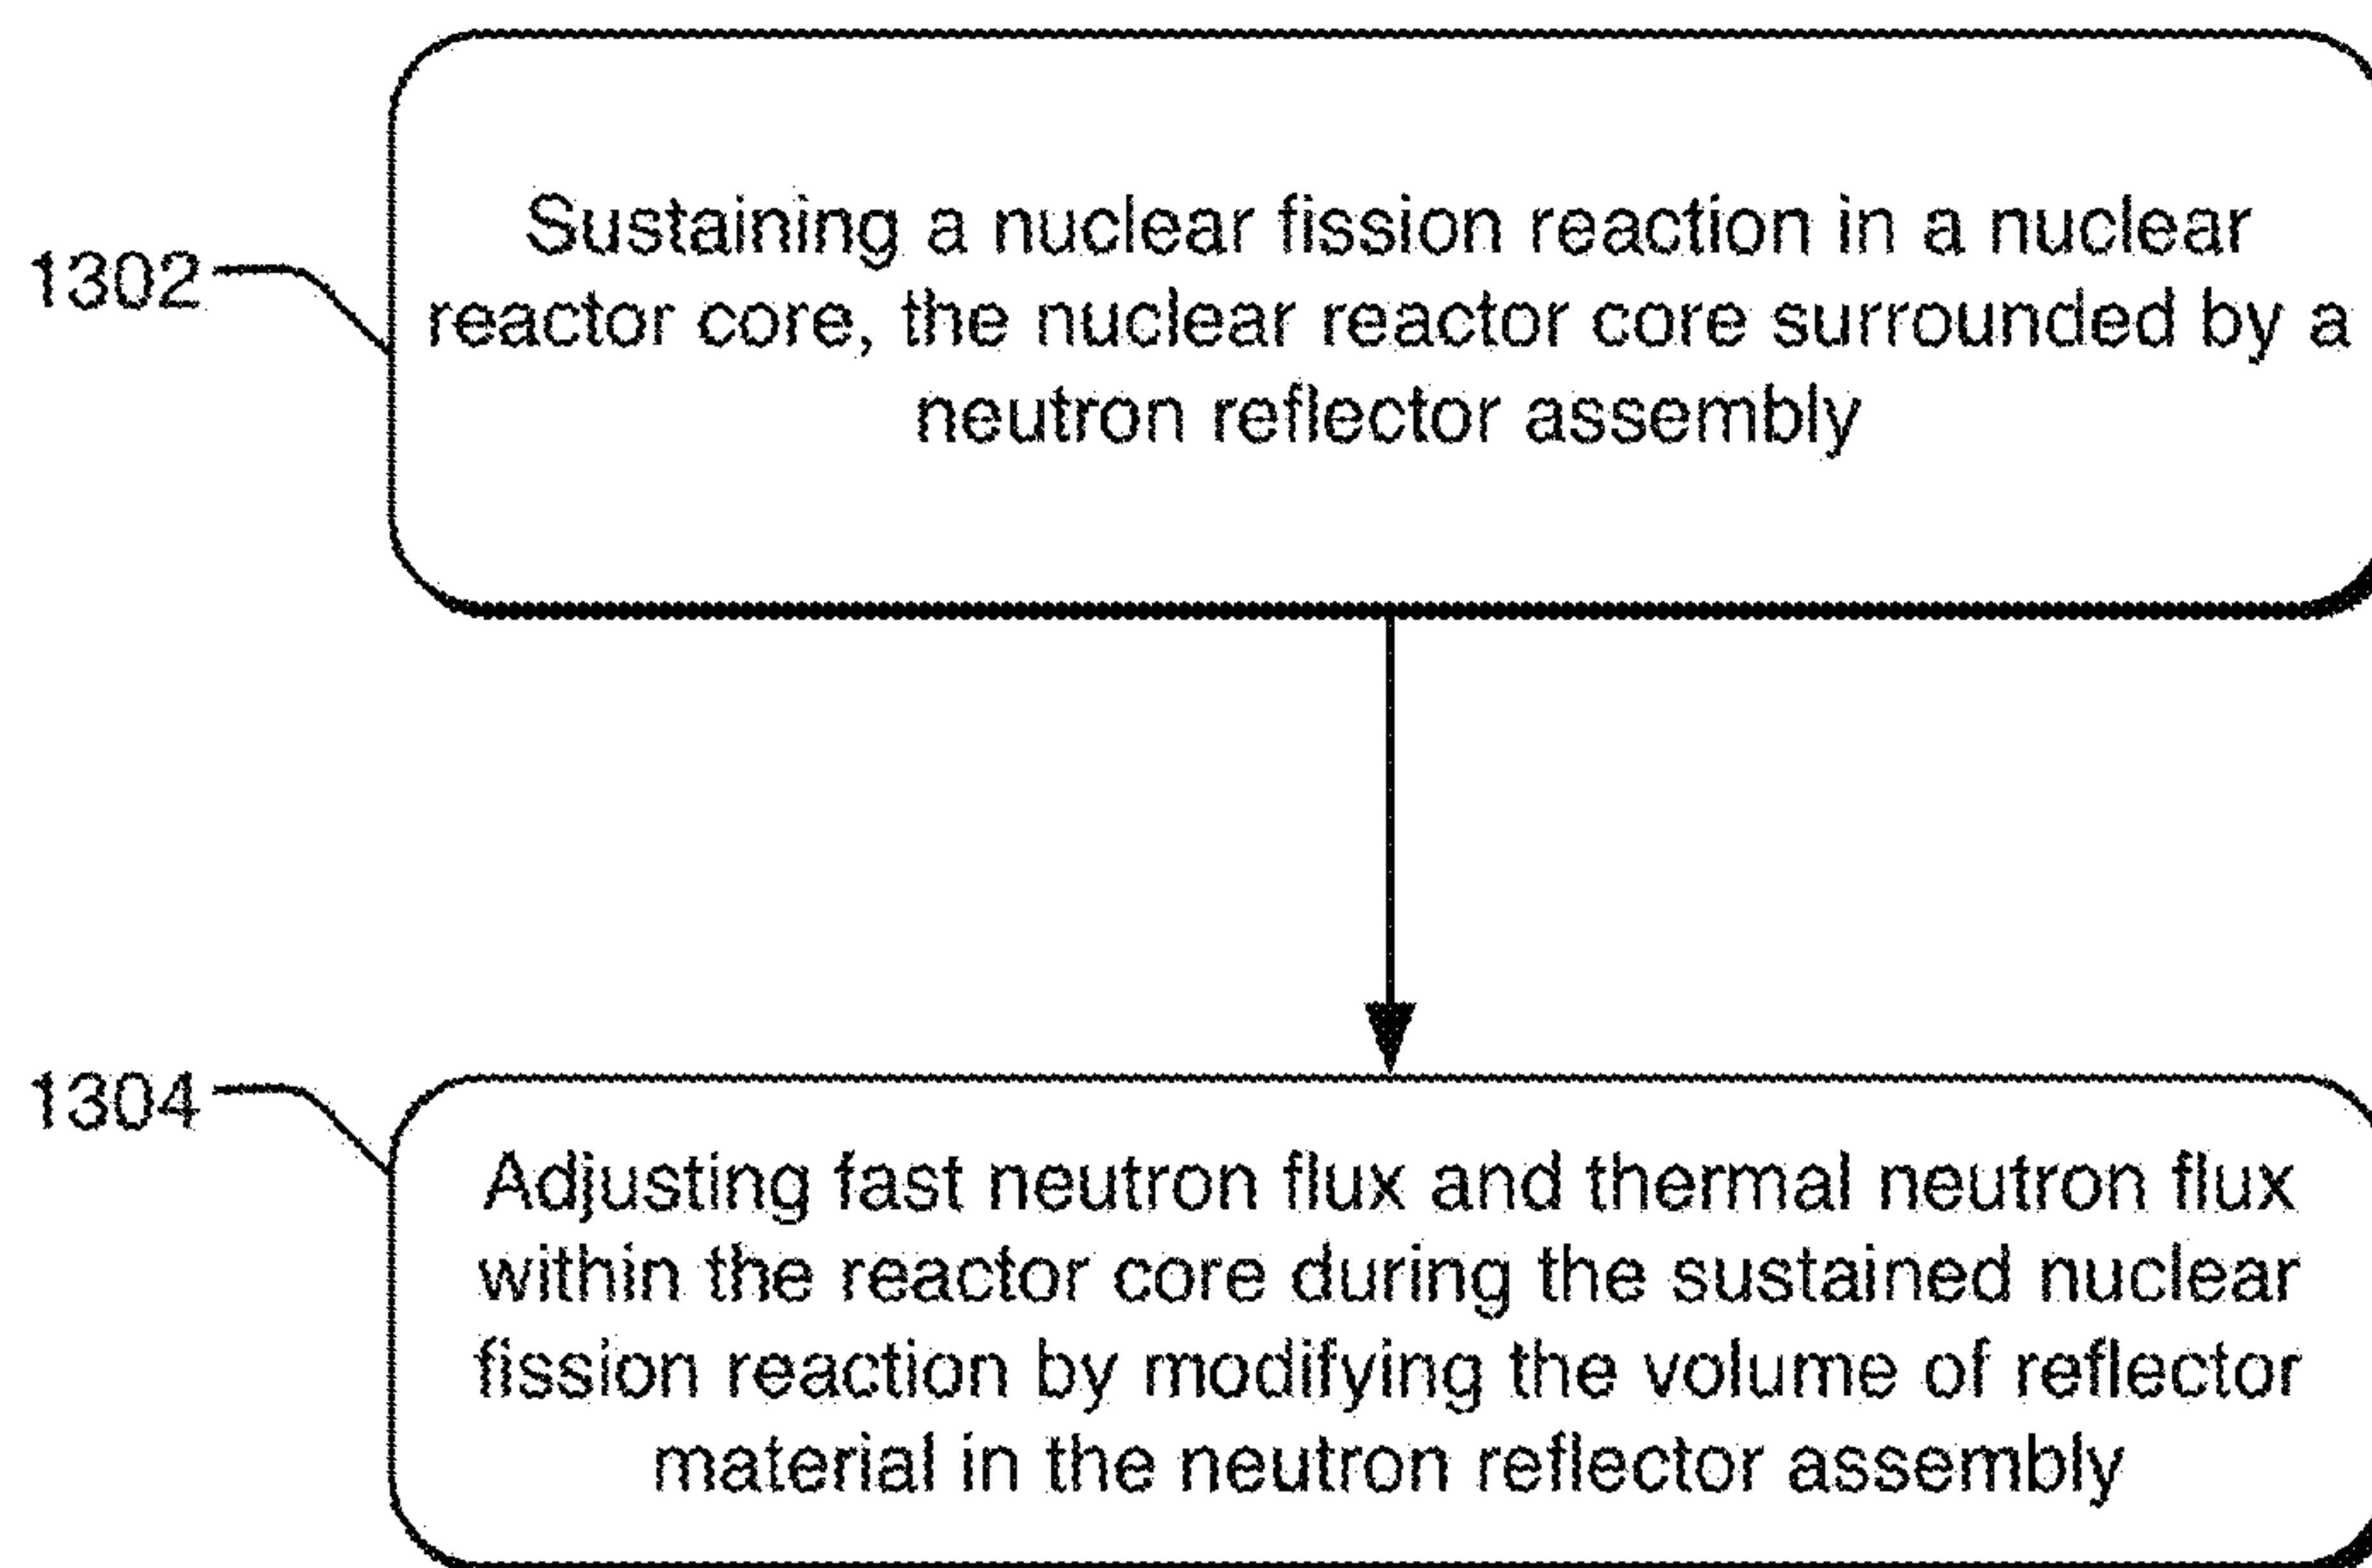 1302
Sustaining a nuclear fission reaction in a nuclear
reactor core, the nuclear reactor core surrounded by a
neutron reflector assembly
1304
Adjusting fast neutron flux and thermal neutron flux
within the reactor core during the sustained nuclear
fission reaction by modifying the volume of reflector
material in the neutron reflector assembly